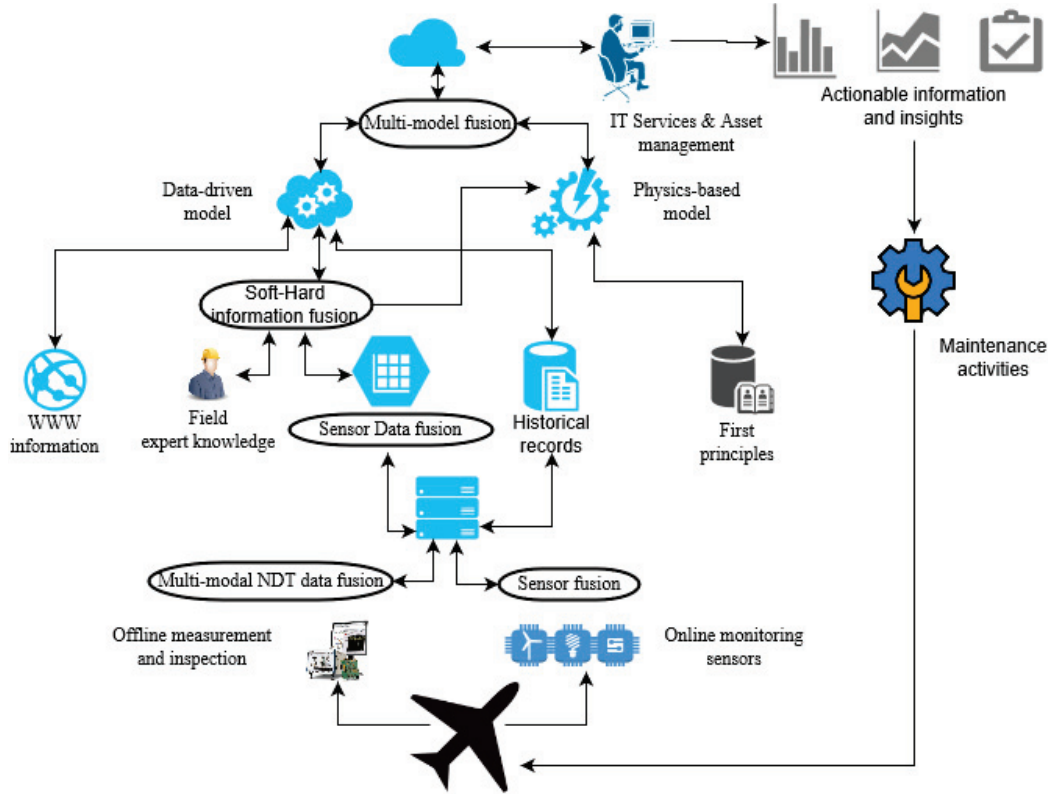 Multi-model fusion
IT Services & Asset
management
Actionable information
and insights
Data-driven
model
Physics-based
model
Soft-Hard
information fusion
Maintenance
activities
WWW
information
Field
expert knowledge
Sensor Data fusion
Historical
records
First
principles
Multi-modal NDT data fusion
Sensor fusion
Offline measurement
and inspection
Online monitoring
sensors